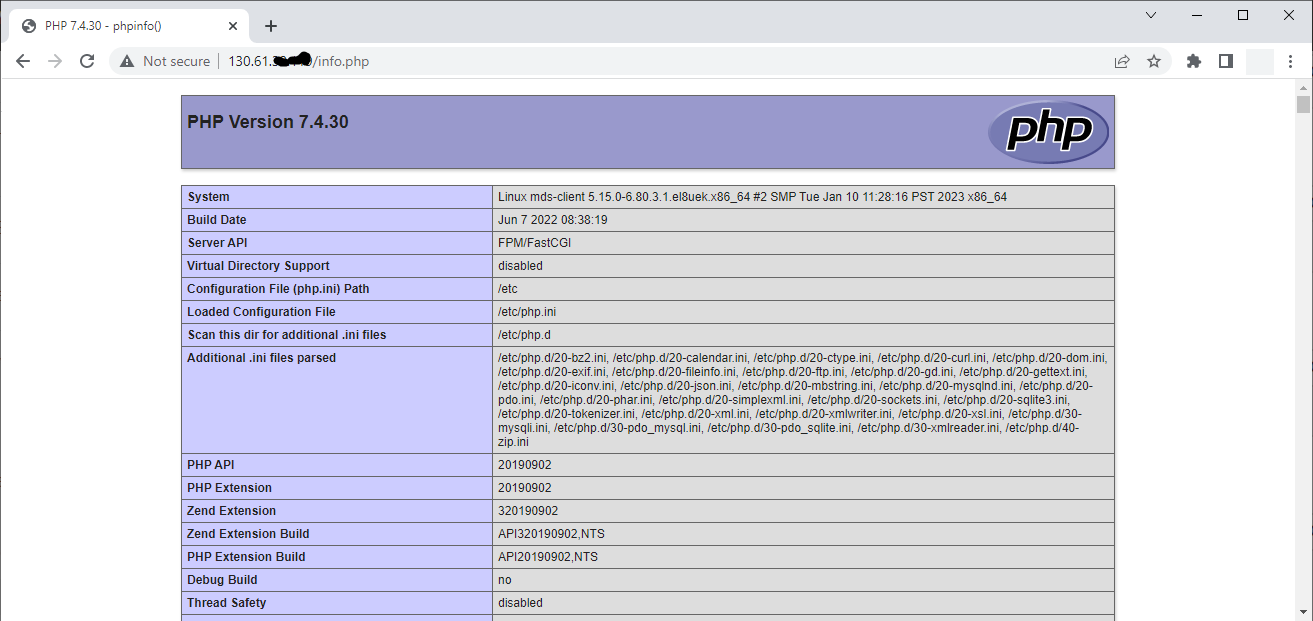 PHP 7.4.30 - phpinfo()
Not secure
130.61. /info.php
PHP Version 7.4.30
php
System Linux mds-client 5.15.0-6.80.3.1.el8uek.x86_64 #2 SMP Tue Jan 10 11:28:16 PST 2023 x86_64
Build Date Jun 7 2022 08:38:19
Server API FPM/FastCGI
Virtual Directory Support disabled
Configuration File (php.ini) Path /etc
Loaded Configuration File /etc/php.ini
Scan this dir for additional .ini files /etc/php.d
Additional .ini files parsed /etc/php.d/20-bz2.ini, /etc/php.d/20-calendar.ini, /etc/php.d/20-ctype.ini, /etc/php.d/20-curl.ini, /etc/php.d/20-dom.ini,
/etc/php.d/20-exif.ini, /etc/php.d/20-fileinfo.ini, /etc/php.d/20-ftp.ini, /etc/php.d/20-gd.ini, /etc/php.d/20-gettext.ini,
/etc/php.d/20-iconv.ini, /etc/php.d/20-json.ini, /etc/php.d/20-mbstring.ini, /etc/php.d/20-mysqlnd.ini, /etc/php.d/20-
pdo.ini, /etc/php.d/20-phar.ini, /etc/php.d/20-simplexml.ini, /etc/php.d/20-sockets.ini, /etc/php.d/20-sqlite3.ini,
/etc/php.d/20-tokenizer.ini, /etc/php.d/20-xml.ini, /etc/php.d/20-xmlwriter.ini, /etc/php.d/20-xsl.ini, /etc/php.d/30-
mysqli.ini, /etc/php.d/30-pdo_mysql.ini, /etc/php.d/30-pdo_sqlite.ini, /etc/php.d/30-xmlreader.ini, /etc/php.d/40-
zip.ini
PHP API 20190902
PHP Extension 20190902
Zend Extension 320190902
Zend Extension Build API320190902,NTS
PHP Extension Build API20190902,NTS
Debug Build no
Thread Safety disabled